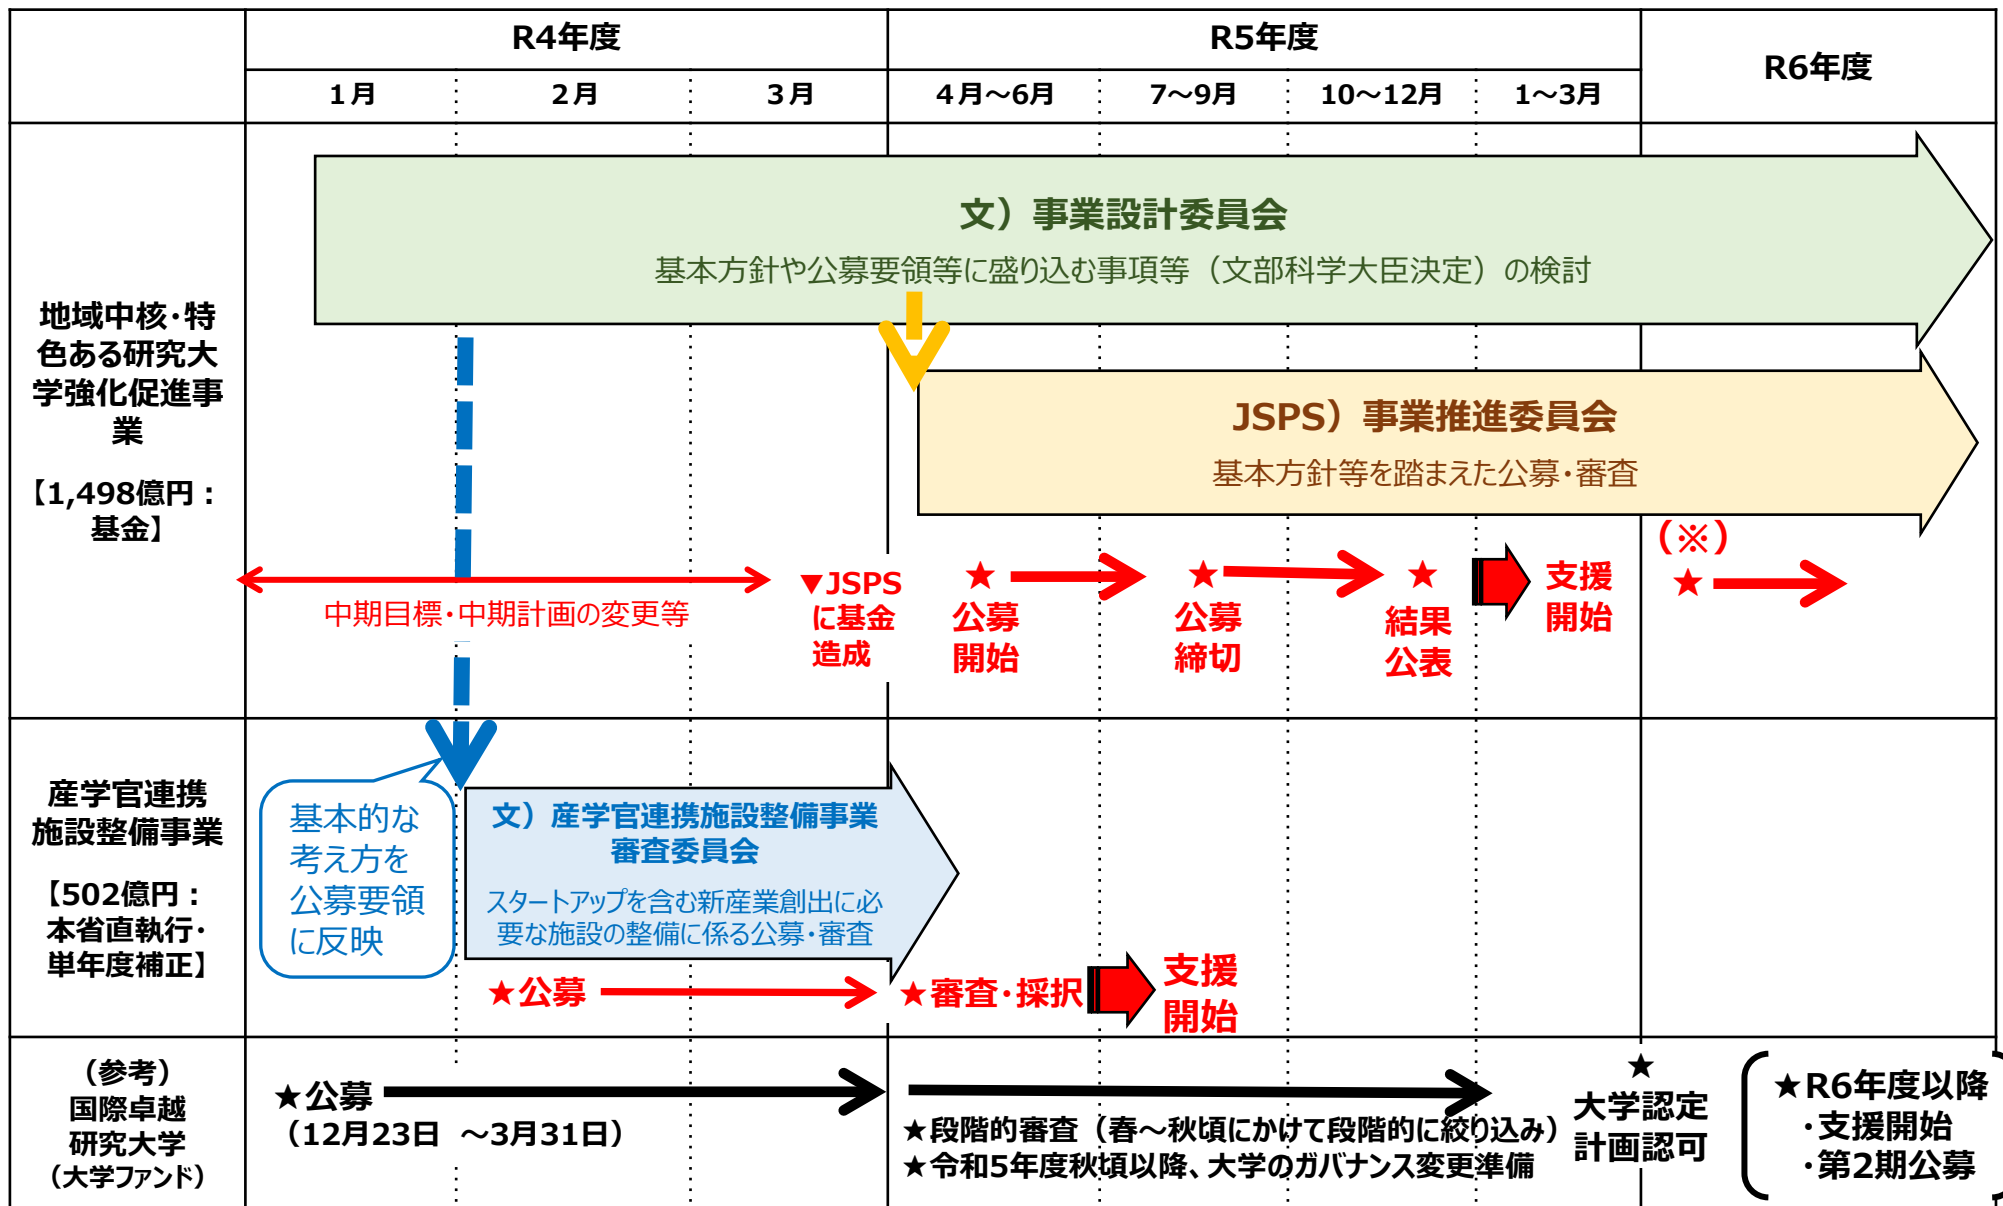 R4年度
R5年度
R6年度
1月
2月
3月
4月～6月
7～9月
10～12月
1～3月
地域中核・特
色ある研究大
学強化促進事
業
【1,498億円：
基金】
文）事業設計委員会
基本方針や公募要領等に盛り込む事項等（文部科学大臣決定）の検討
JSPS）事業推進委員会
基本方針等を踏まえた公募・審査
中期目標・中期計画の変更等
▼JSPS
に基金
造成
★
公募
開始
★
公募
締切
★
結果
公表
支援
開始
（※）
★
産学官連携
施設整備事業
【502億円：
本省直執行・
単年度補正】
基本的な
考え方を
公募要領
に反映
文）産学官連携施設整備事業
審査委員会
スタートアップを含む新産業創出に必
要な施設の整備に係る公募・審査
★公募
★審査・採択
支援
開始
（参考）
国際卓越
研究大学
（大学ファンド）
★公募
（12月23日 ～3月31日）
★段階的審査（春～秋頃にかけて段階的に絞り込み）
★令和5年度秋頃以降、大学のガバナンス変更準備
★
大学認定
計画認可
★R6年度以降
・支援開始
・第2期公募